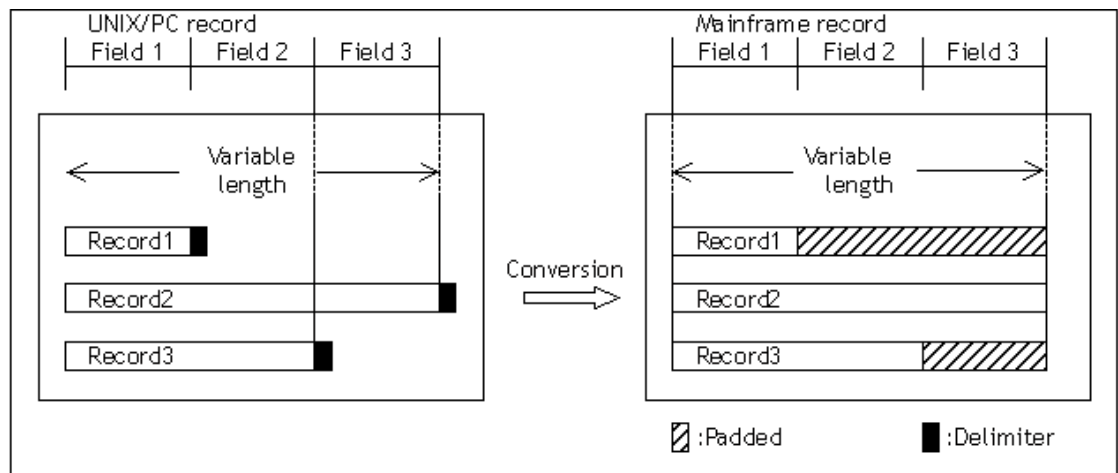 UNIX/PC record
Field 1 Field 2 Field 3
Variable
length
Record1
Record2
Record3
Conversion
Mainframe record
Field 1 Field 2 Field 3
Variable
length
Record1
Record2
Record3
:Padded :Delimiter